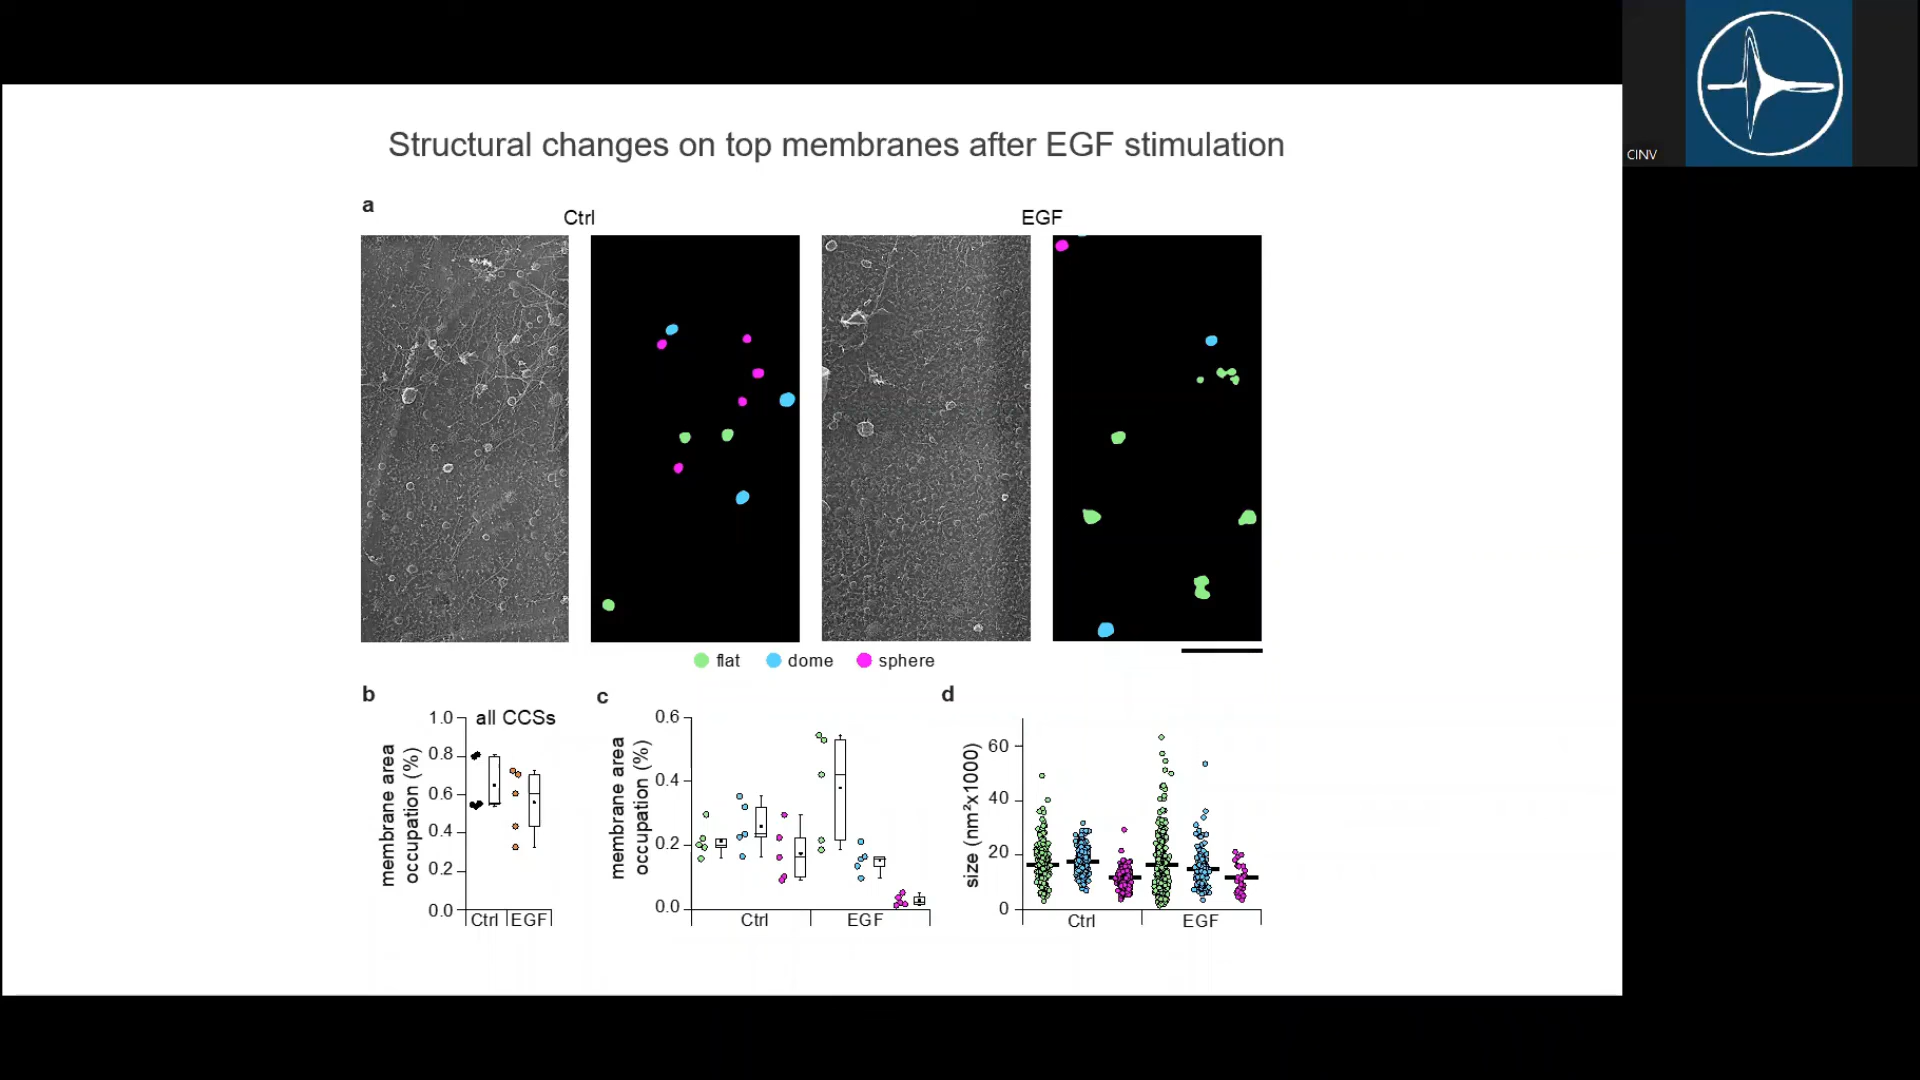 CINV
Structural changes on top membranes after EGF stimulation
a
Ctrl
EGF
flat
dome
sphere
b
all CCSs
membrane area
occupation (%)
1.0
0.8
0.6
0.4
0.2
0.0
Ctrl
EGF
c
membrane area
occupation (%)
0.6
0.4
0.2
0.0
Ctrl
EGF
d
size (nm²x1000)
60
40
20
0
Ctrl
EGF